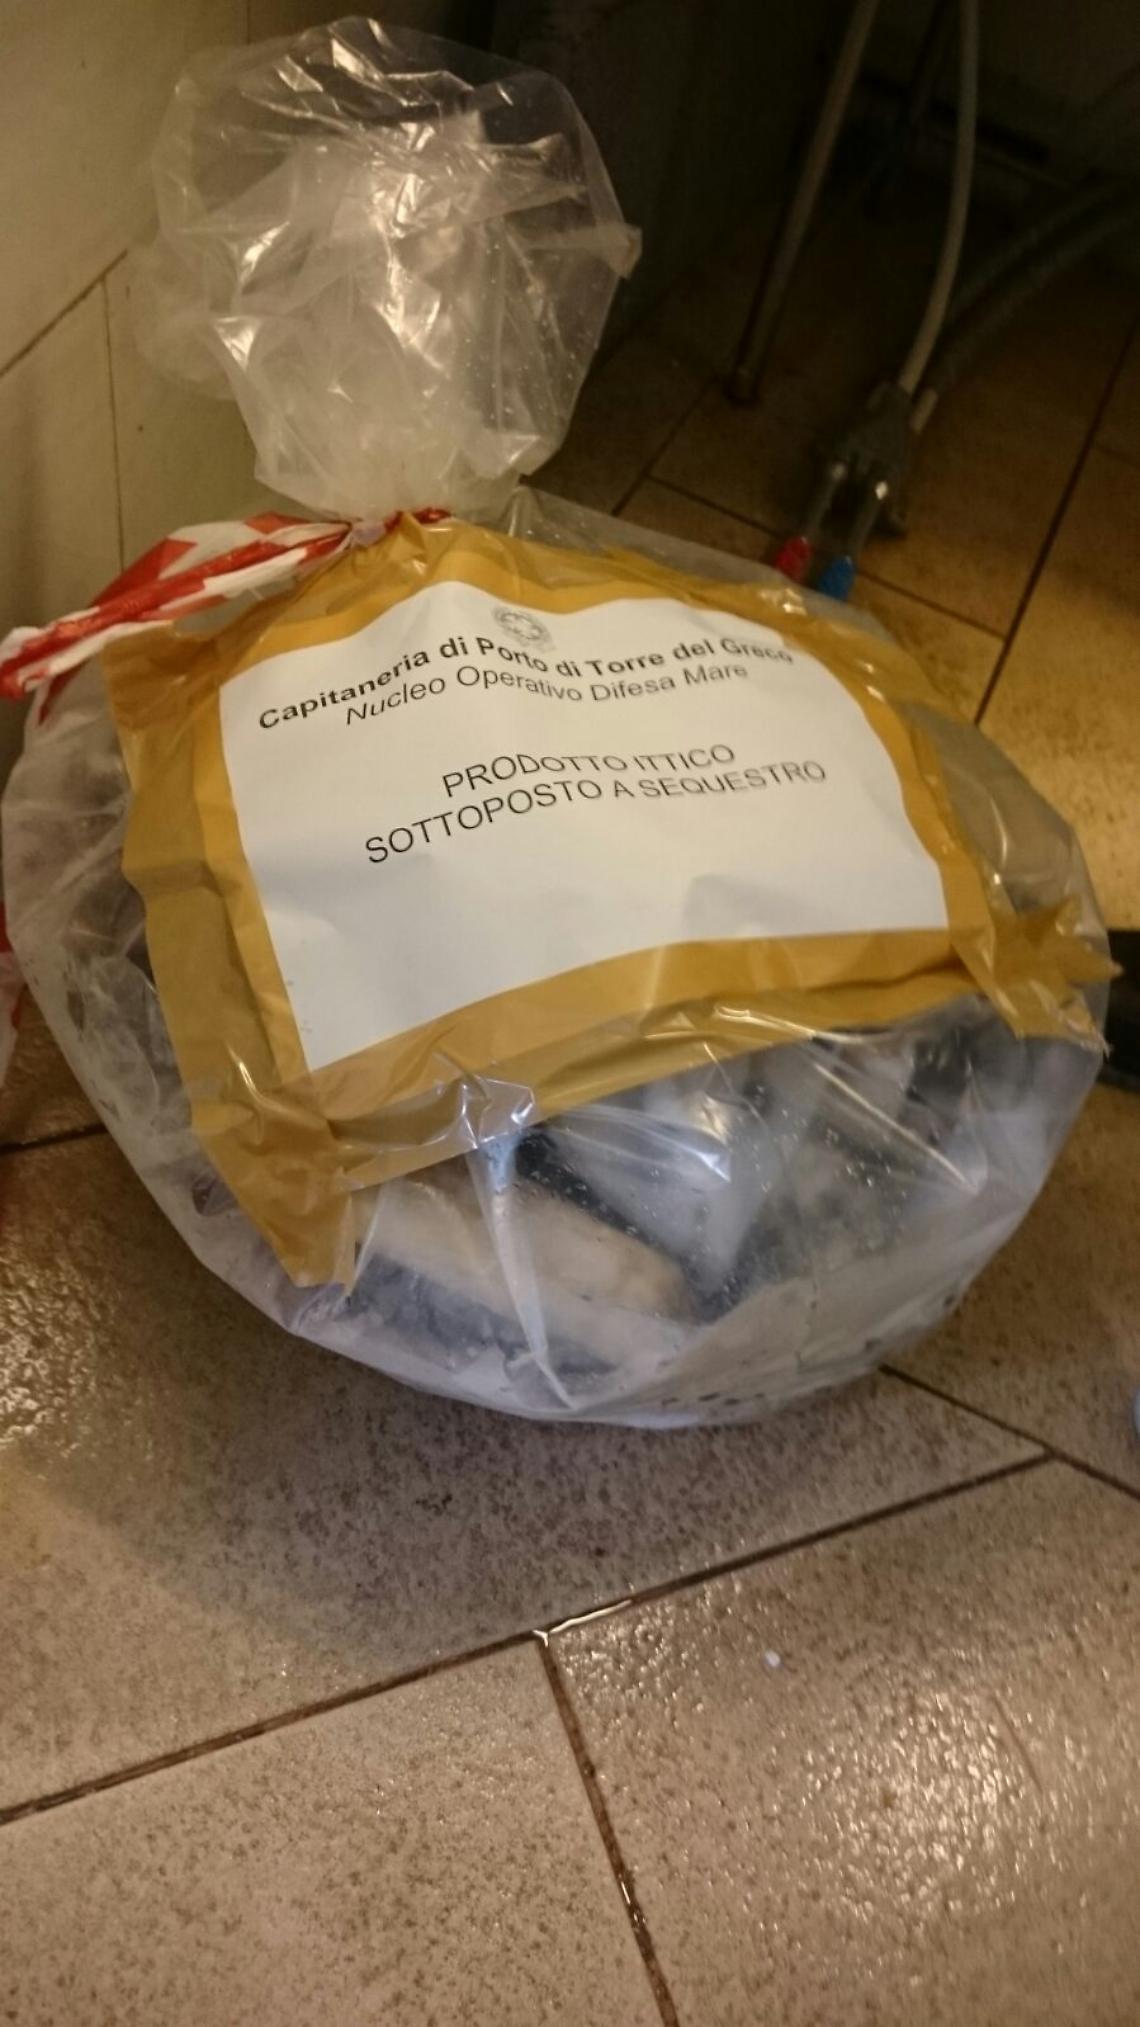 Capitaneria di Porto di Torre del Greco
Nucleo Operativo Difesa Mare
PRODOTTO ITTICO
SOTTOPOSTO A SEQUESTRO